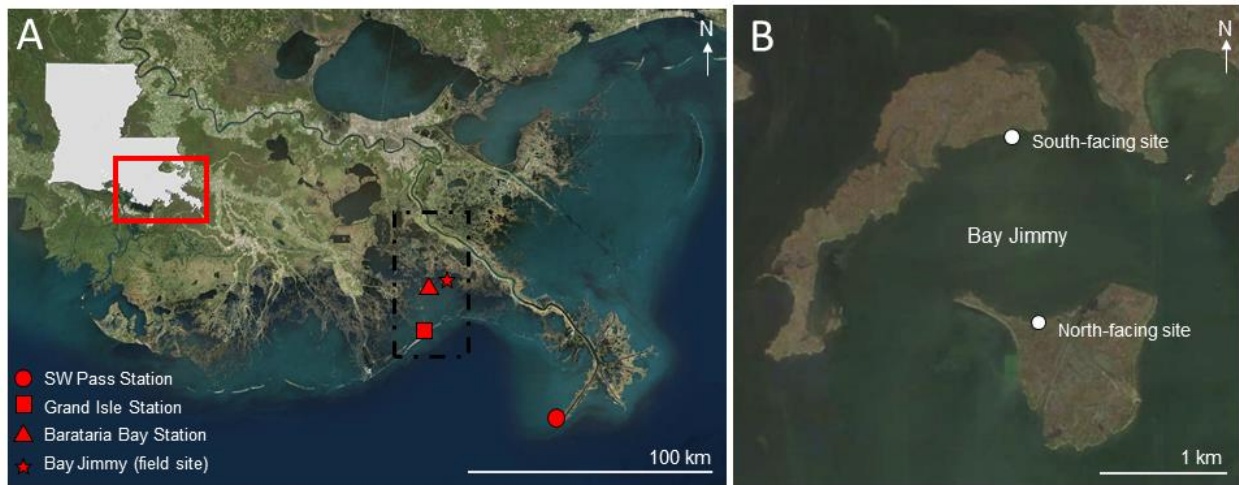 A
N
SW Pass Station
Grand Isle Station
Barataria Bay Station
Bay Jimmy (field site)
100 km
B
N
South-facing site
Bay Jimmy
North-facing site
1 km